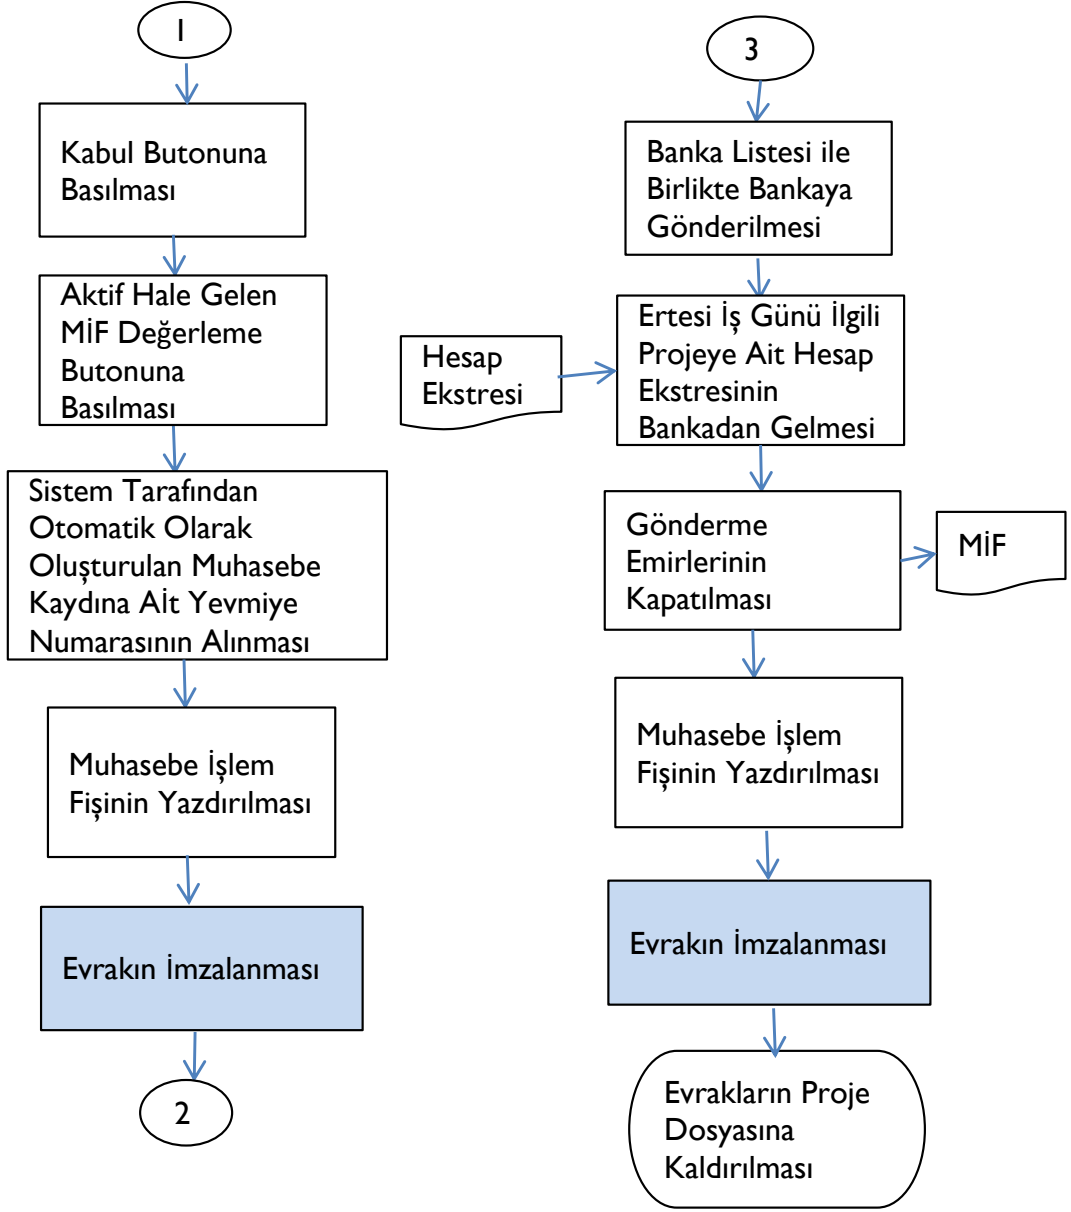 1
Kabul Butonuna
Basılması
Aktif Hale Gelen
MİF Değerleme
Butonuna
Basılması
Sistem Tarafından
Otomatik Olarak
Oluşturulan Muhasebe
Kaydına Aİt Yevmiye
Numarasının Alınması
Muhasebe İşlem
Fişinin Yazdırılması
Evrakın İmzalanması
2
3
Banka Listesi ile
Birlikte Bankaya
Gönderilmesi
Hesap
Ekstresi
Ertesi İş Günü İlgili
Projeye Ait Hesap
Ekstresinin
Bankadan Gelmesi
Gönderme
Emirlerinin
Kapatılması
MİF
Muhasebe İşlem
Fişinin Yazdırılması
Evrakın İmzalanması
Evrakların Proje
Dosyasına
Kaldırılması